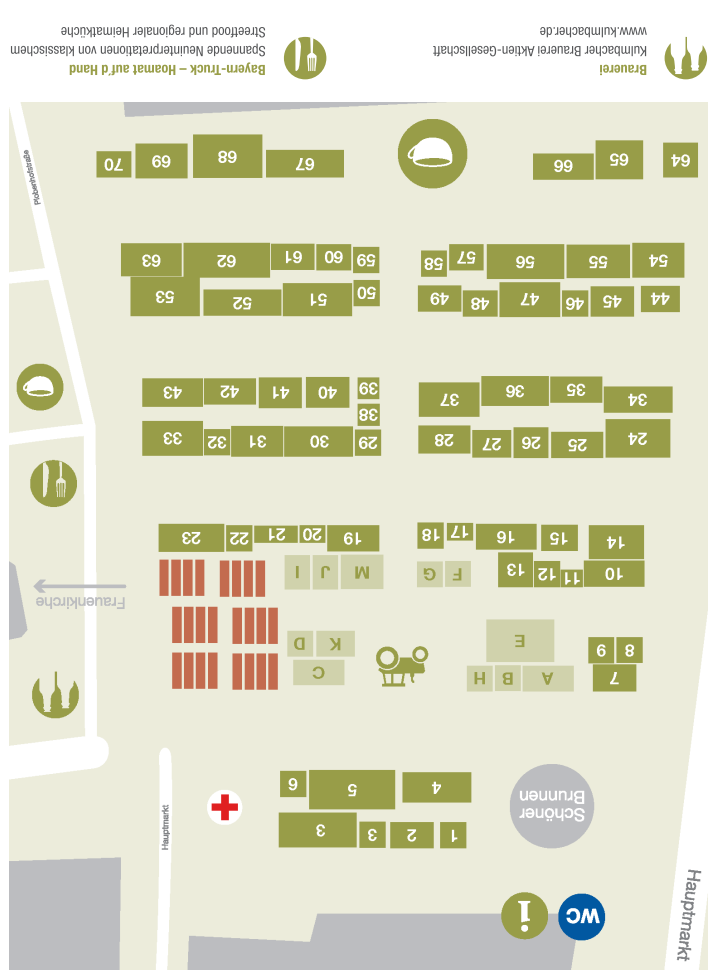 Hauptmarkt
WC
i
1
2
3
3
Schöner
Brunnen
Hauptmarkt
4
5
6
7
A
B
H
C
8
9
E
K
D
Frauenkirche
10
11
12
13
F
G
M
J
I
14
15
16
17
18
19
20
21
22
23
24
25
26
27
28
29
30
31
32
33
38
34
35
36
37
39
40
41
42
43
44
45
46
47
48
49
50
51
52
53
54
55
56
57
58
59
60
61
62
63
Plobenhofstraße
64
65
66
67
68
69
70
Brauerei
Kulmbacher Brauerei Aktien-Gesellschaft
www.kulmbacher.de
Bayern-Truck – Hoamat auf'd Hand
Spannende Neuinterpretationen von klassischem
Streetfood und regionaler Heimatküche